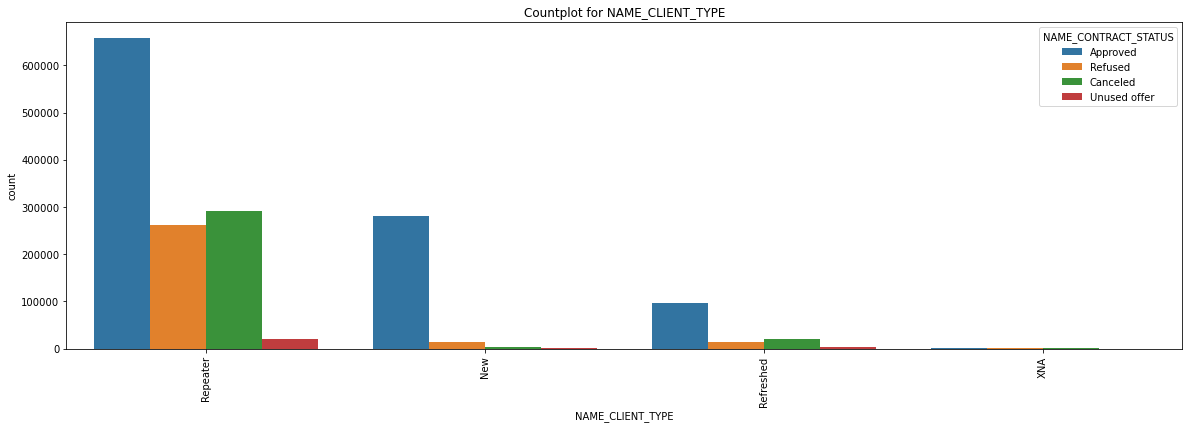 Countplot for NAME_CLIENT_TYPE
NAME_CONTRACT_STATUS
Approved
Refused
Canceled
Unused offer
count
600000
500000
400000
300000
200000
100000
0
Repeater
New
Refreshed
XNA
NAME_CLIENT_TYPE